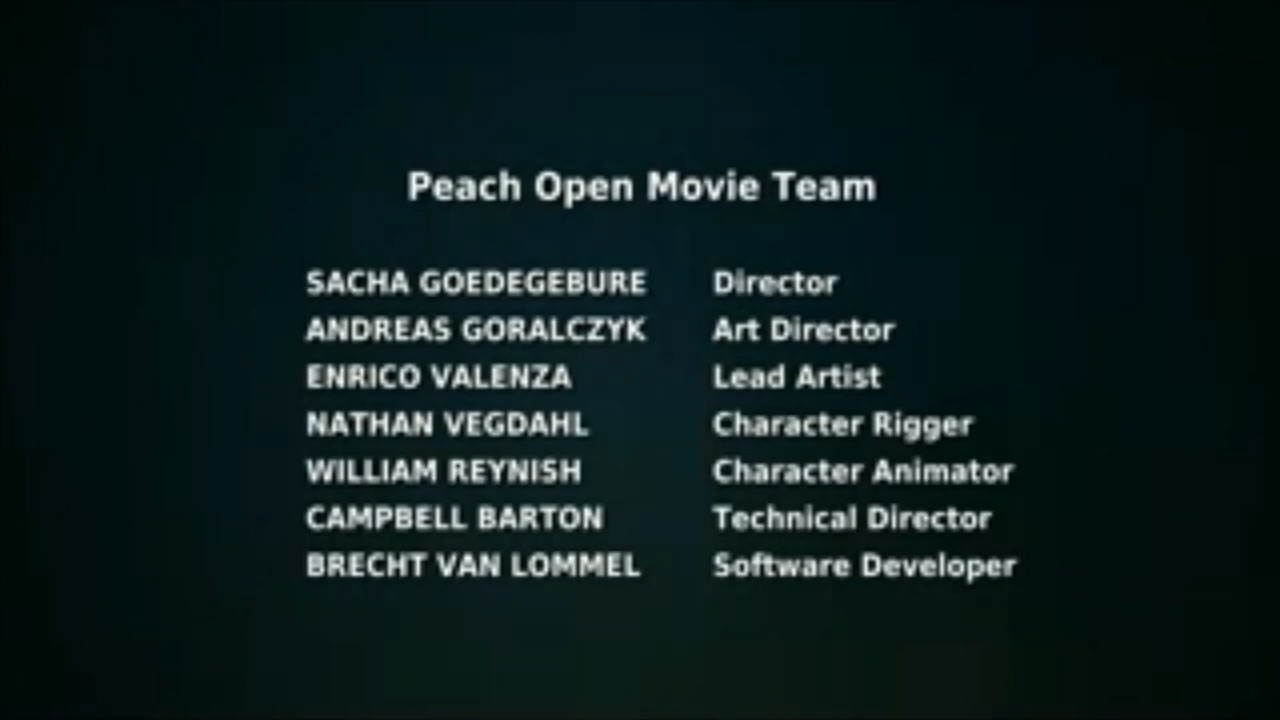 Peach Open Movie Team
SACHA GOEDEGEBURE Director
ANDREAS GORALCZYK Art Director
ENRICO VALENZA Lead Artist
NATHAN VEGDAHL Character Rigger
WILLIAM REYNISH Character Animator
CAMPBELL BARTON Technical Director
BRECHT VAN LOMMEL Software Developer